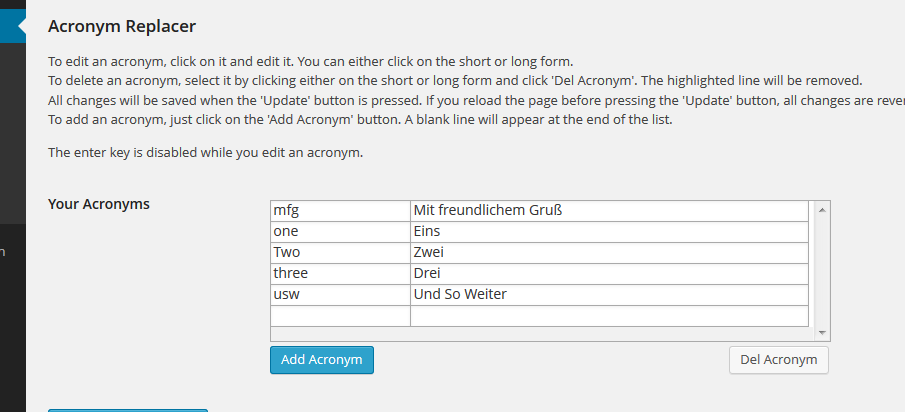 Acronym Replacer
To edit an acronym, click on it and edit it. You can either click on the short or long form.
To delete an acronym, select it by clicking either on the short or long form and click 'Del Acronym'. The highlighted line will be removed.
All changes will be saved when the 'Update' button is pressed. If you reload the page before pressing the 'Update' button, all changes are rever
To add an acronym, just click on the 'Add Acronym' button. A blank line will appear at the end of the list.
The enter key is disabled while you edit an acronym.
Your Acronyms
mfg Mit freundlichem Gruß
one Eins
Two Zwei
three Drei
usw Und So Weiter
Add Acronym Del Acronym